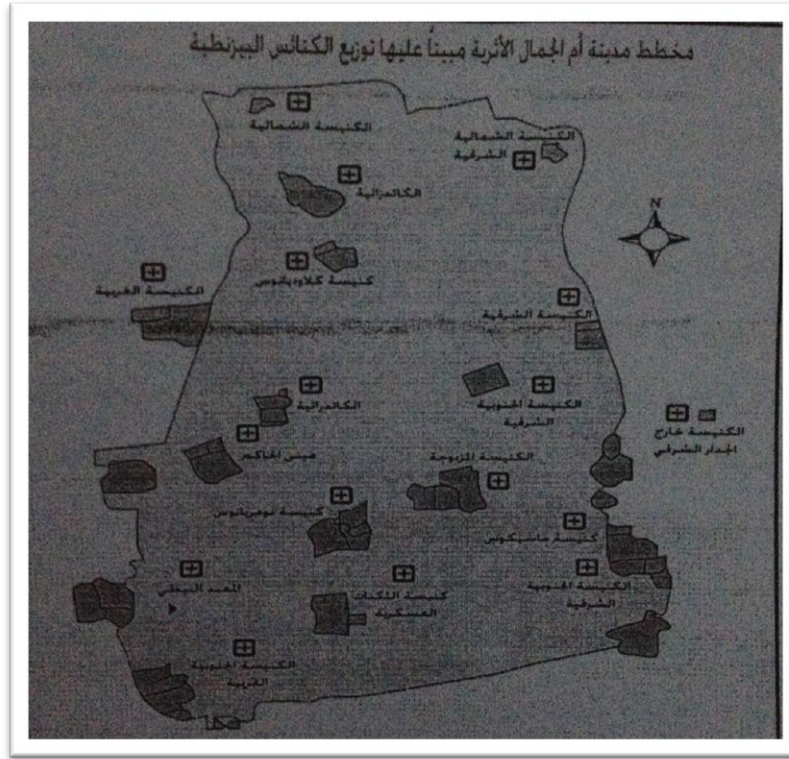 مخطط مدينة أم الجمال الأثرية مبيناً عليها توزيع الكنائس البيزنطية
الكنيسة الشمالية
الكنيسة الشمالية
الشرقية
الكاتدرائية
N
كنيسة كلاوديانوس
الكنيسة الغربية
الكنيسة الشرقية
الكاتدرائية
الكنيسة الجنوبية
الشرقية
الكنيسة خارج
الجدار الشرقي
الحاكم
الكنيسة المزدوجة
كنيسة نوميريانوس
كنيسة ماسيكوس
المعبد النبطي
كنيسة الثكنات
العسكرية
الكنيسة الجنوبية
الشرقية
الكنيسة الجنوبية
الغربية